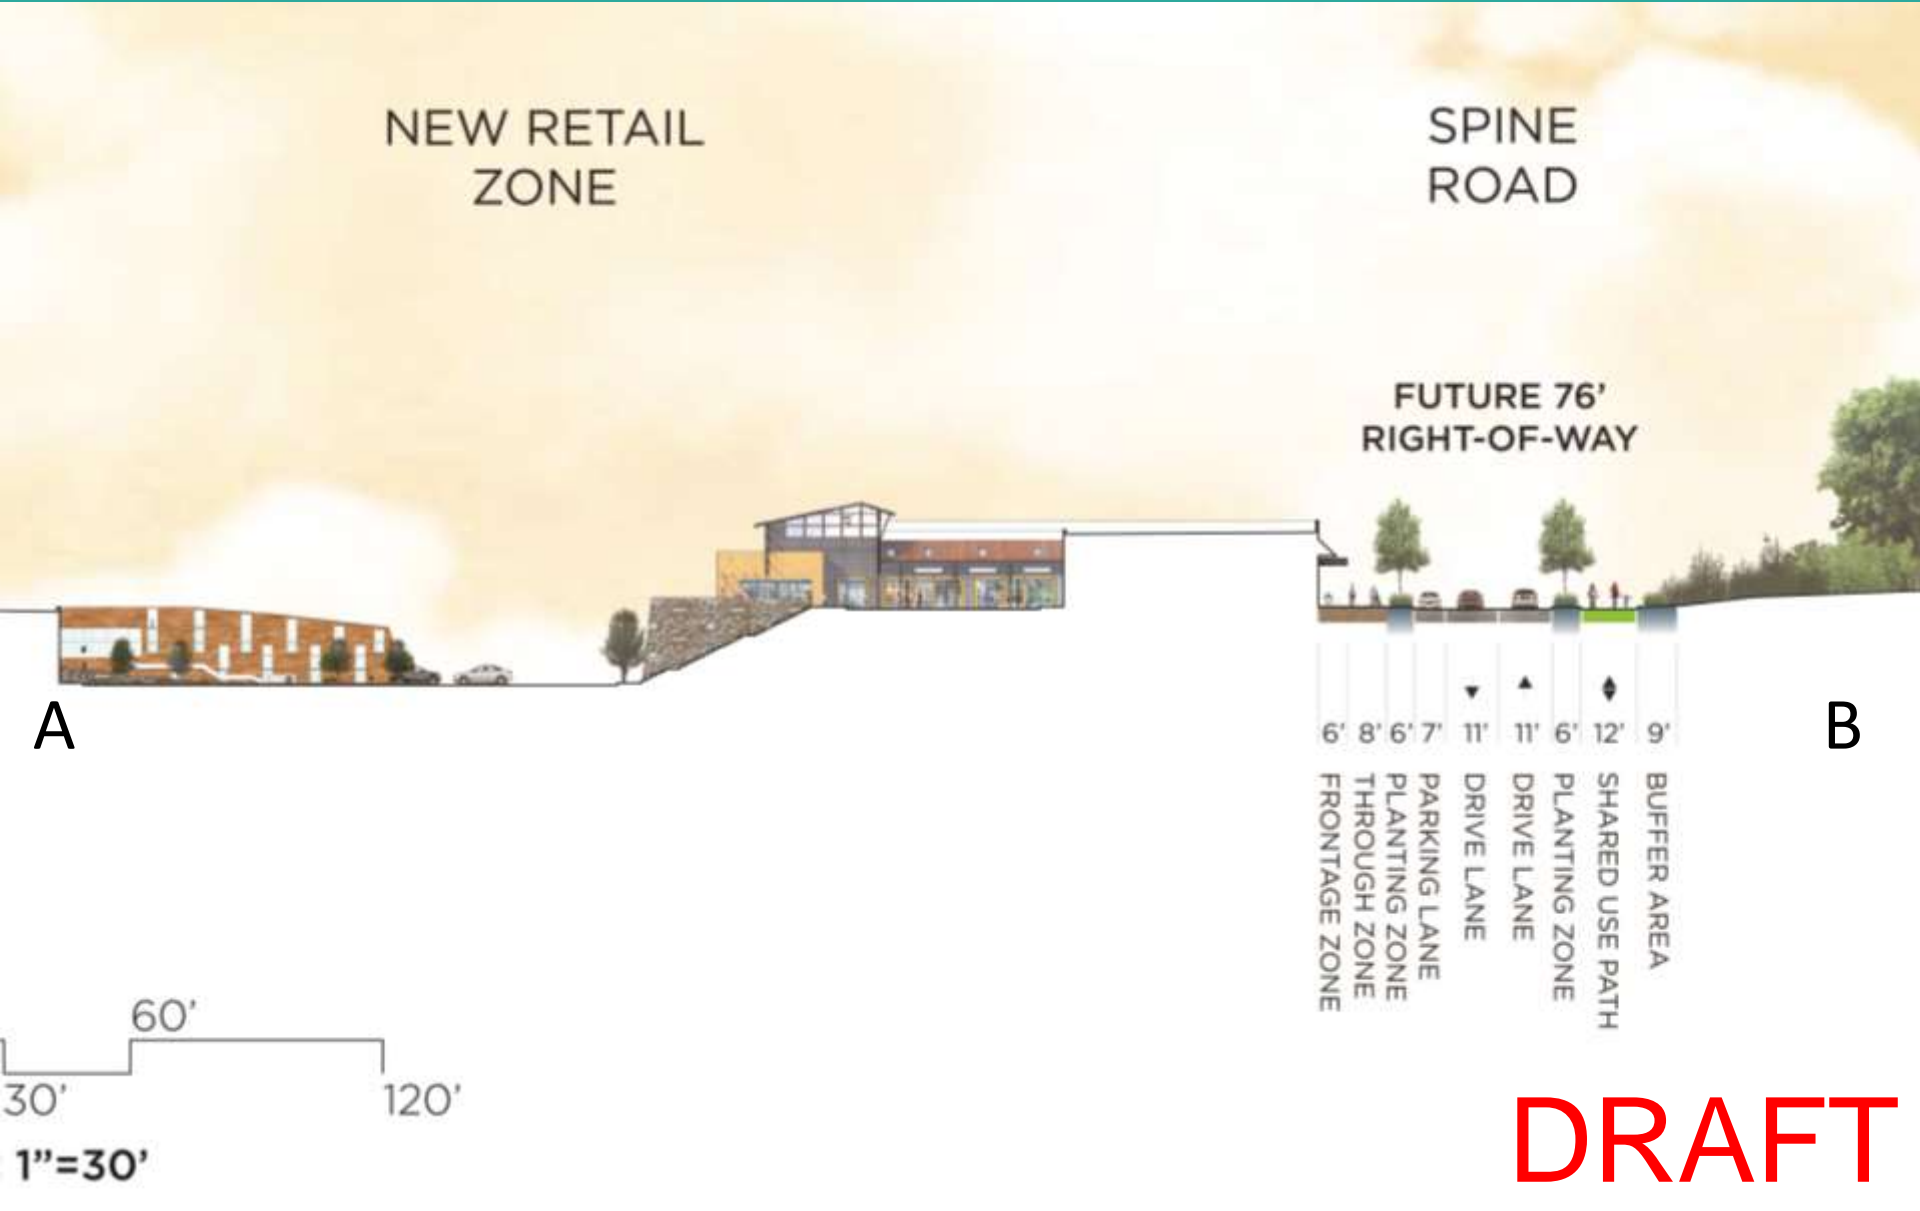 NEW RETAIL
ZONE
SPINE
ROAD
FUTURE 76’
RIGHT-OF-WAY
A
B
6’ 8’ 6’ 7’ 11’ 11’ 6’ 12’ 9’
FRONTAGE ZONE
THROUGH ZONE
PLANTING ZONE
PARKING LANE
DRIVE LANE
DRIVE LANE
PLANTING ZONE
SHARED USE PATH
BUFFER AREA
60’
30’
120’
1”=30’
DRAFT